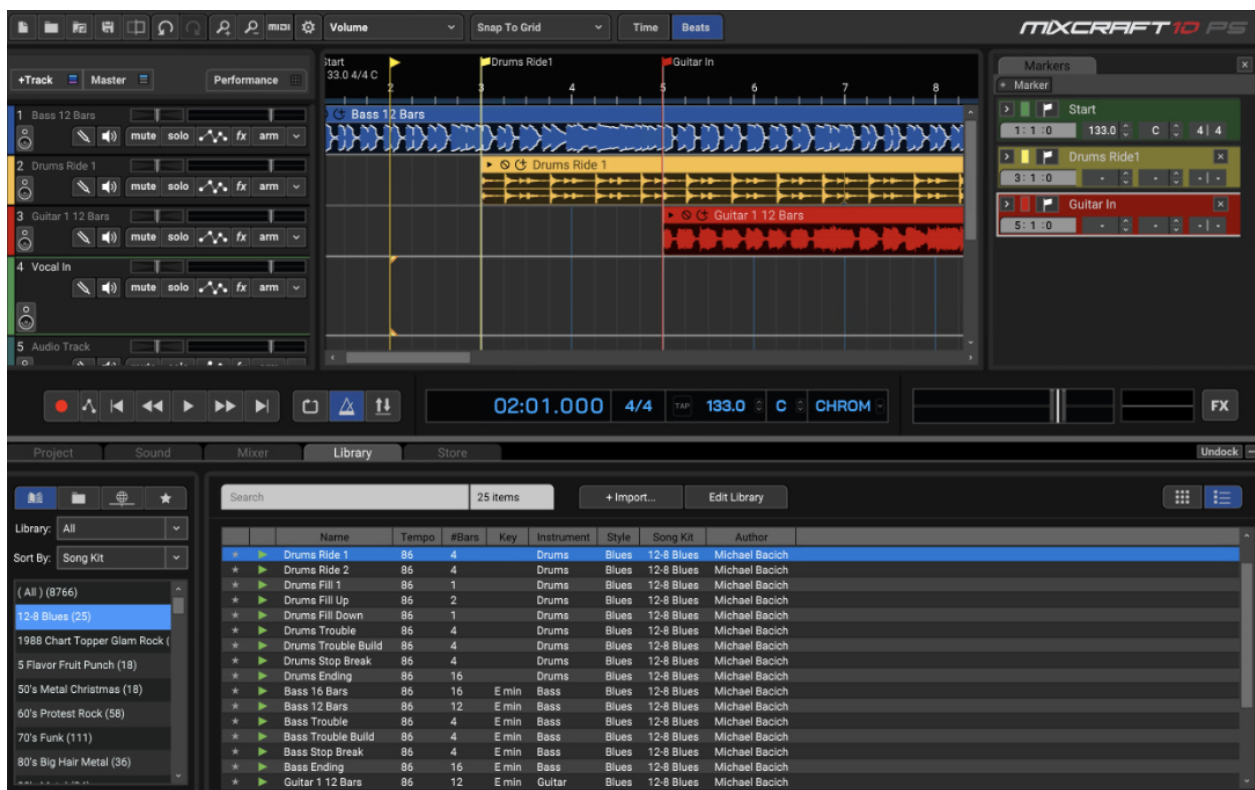 MIDI Volume Snap To Grid Time Beats MIXCRAFT 10 PS
+Track Master Performance
Start
33.0 4/4 C
Drums Ride1 Guitar In
2 3 4 5 6 7 8
1 Bass 12 Bars
mute solo fx arm
Bass 12 Bars
2 Drums Ride 1
mute solo fx arm
Drums Ride 1
3 Guitar 1 12 Bars
mute solo fx arm
Guitar 1 12 Bars
4 Vocal In
mute solo fx arm
5 Audio Track
Markers x
+ Marker
Start
1: 1 :0 133.0 C 4 | 4
Drums Ride1 x
3: 1 :0 - - - | -
Guitar In x
5: 1 :0 - - - | -
02:01.000 4/4 TAP 133.0 C CHROM FX
Project Sound Mixer Library Store Undock
Library: All
Sort By: Song Kit
( All ) (8766)
12-8 Blues (25)
1988 Chart Topper Glam Rock (
5 Flavor Fruit Punch (18)
50's Metal Christmas (18)
60's Protest Rock (58)
70's Funk (111)
80's Big Hair Metal (36)
Search 25 items + Import... Edit Library
Name Tempo #Bars Key Instrument Style Song Kit Author
Drums Ride 1 86 4 Drums Blues 12-8 Blues Michael Bacich
Drums Ride 2 86 4 Drums Blues 12-8 Blues Michael Bacich
Drums Fill 1 86 1 Drums Blues 12-8 Blues Michael Bacich
Drums Fill Up 86 2 Drums Blues 12-8 Blues Michael Bacich
Drums Fill Down 86 1 Drums Blues 12-8 Blues Michael Bacich
Drums Trouble 86 4 Drums Blues 12-8 Blues Michael Bacich
Drums Trouble Build 86 4 Drums Blues 12-8 Blues Michael Bacich
Drums Stop Break 86 4 Drums Blues 12-8 Blues Michael Bacich
Drums Ending 86 16 Drums Blues 12-8 Blues Michael Bacich
Bass 16 Bars 86 16 E min Bass Blues 12-8 Blues Michael Bacich
Bass 12 Bars 86 12 E min Bass Blues 12-8 Blues Michael Bacich
Bass Trouble 86 4 E min Bass Blues 12-8 Blues Michael Bacich
Bass Trouble Build 86 4 E min Bass Blues 12-8 Blues Michael Bacich
Bass Stop Break 86 4 E min Bass Blues 12-8 Blues Michael Bacich
Bass Ending 86 16 E min Bass Blues 12-8 Blues Michael Bacich
Guitar 1 12 Bars 86 12 E min Guitar Blues 12-8 Blues Michael Bacich